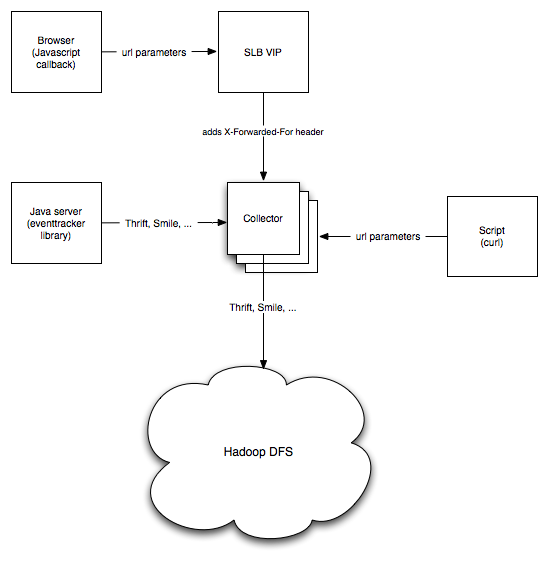 Browser
(Javascript
callback)
url parameters
SLB VIP
adds X-Forwarded-For header
Java server
(eventtracker
library)
Thrift, Smile, ...
Collector
url parameters
Script
(curl)
Thrift, Smile, ...
Hadoop DFS